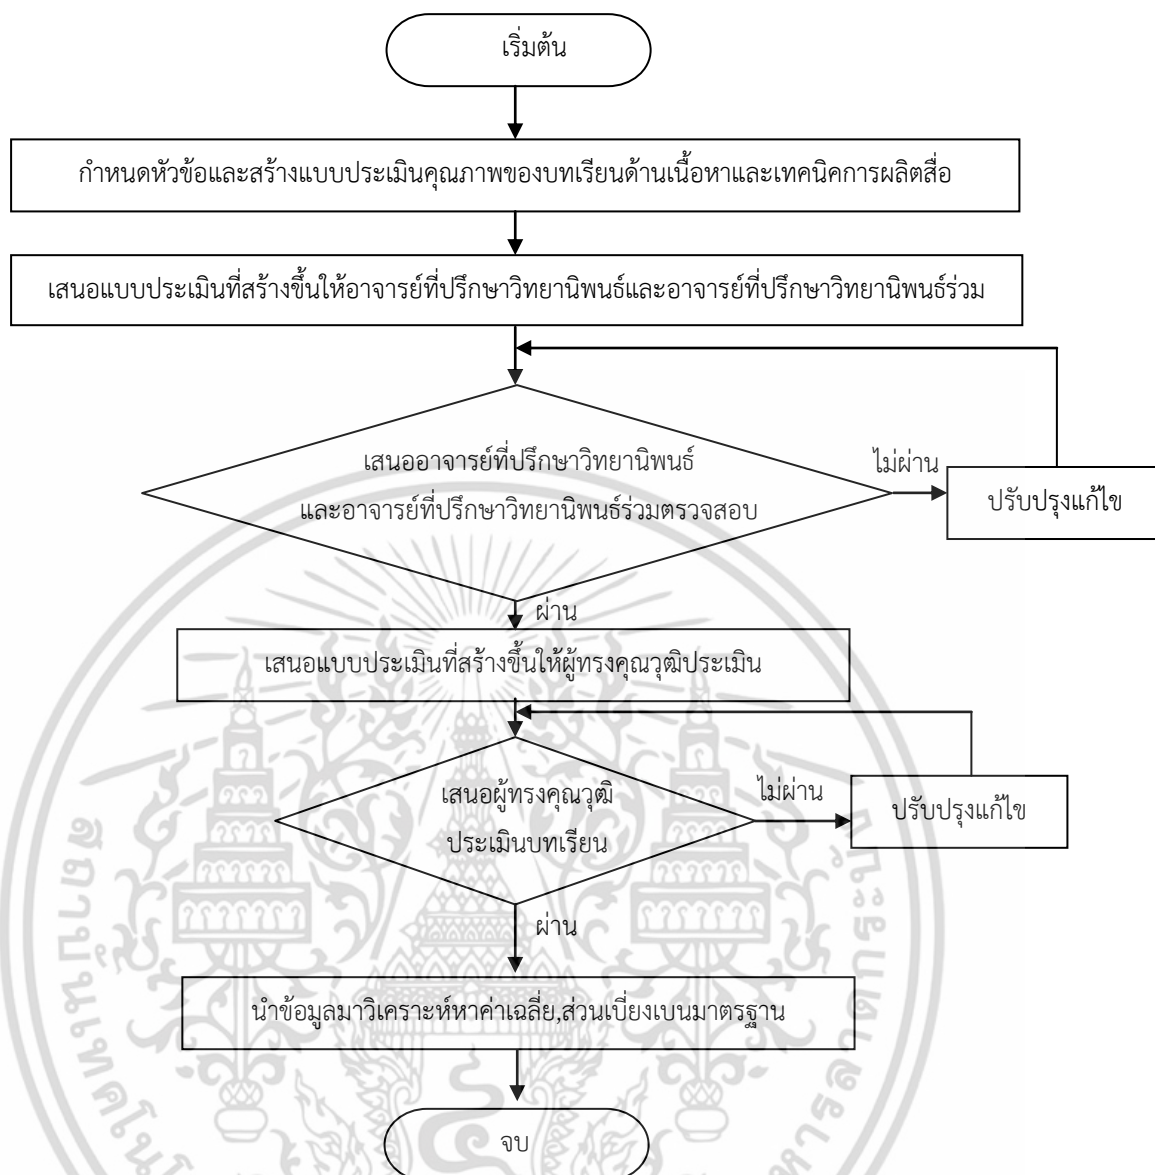 เริ่มต้น
กำหนดหัวข้อและสร้างแบบประเมินคุณภาพของบทเรียนด้านเนื้อหาและเทคนิคการผลิตสื่อ
เสนอแบบประเมินที่สร้างขึ้นให้อาจารย์ที่ปรึกษาวิทยานิพนธ์และอาจารย์ที่ปรึกษาวิทยานิพนธ์ร่วม
เสนออาจารย์ที่ปรึกษาวิทยานิพนธ์
และอาจารย์ที่ปรึกษาวิทยานิพนธ์ร่วมตรวจสอบ
ไม่ผ่าน
ปรับปรุงแก้ไข
ผ่าน
เสนอแบบประเมินที่สร้างขึ้นให้ผู้ทรงคุณวุฒิประเมิน
เสนอผู้ทรงคุณวุฒิ
ประเมินบทเรียน
ไม่ผ่าน
ปรับปรุงแก้ไข
ผ่าน
นำข้อมูลมาวิเคราะห์หาค่าเฉลี่ย,ส่วนเบี่ยงเบนมาตรฐาน
จบ